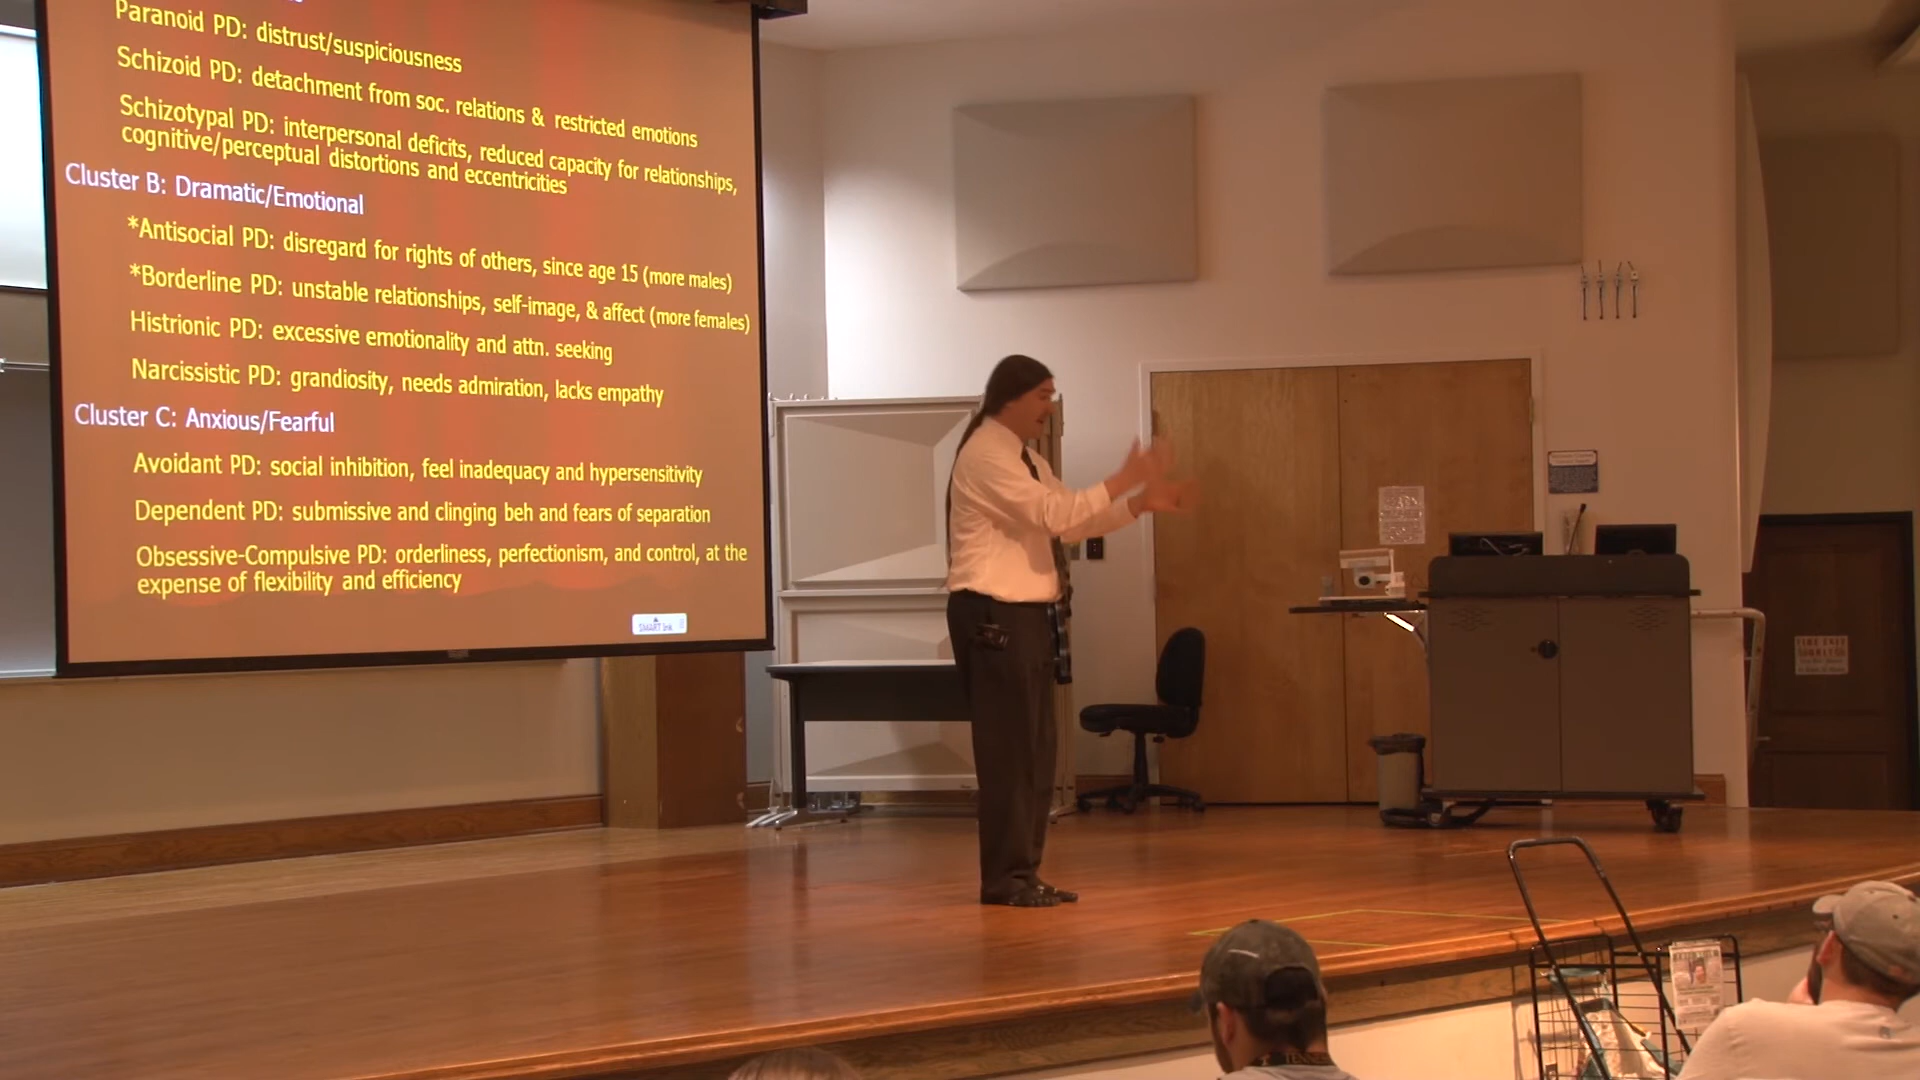 Paranoid PD: distrust/suspiciousness
Schizoid PD: detachment from soc. relations & restricted emotions
Schizotypal PD: interpersonal deficits, reduced capacity for relationships,
cognitive/perceptual distortions and eccentricities
Cluster B: Dramatic/Emotional
*Antisocial PD: disregard for rights of others, since age 15 (more males)
*Borderline PD: unstable relationships, self-image, & affect (more females)
Histrionic PD: excessive emotionality and attn. seeking
Narcissistic PD: grandiosity, needs admiration, lacks empathy
Cluster C: Anxious/Fearful
Avoidant PD: social inhibition, feel inadequacy and hypersensitivity
Dependent PD: submissive and clinging beh and fears of separation
Obsessive-Compulsive PD: orderliness, perfectionism, and control, at the
expense of flexibility and efficiency
SMART Ink